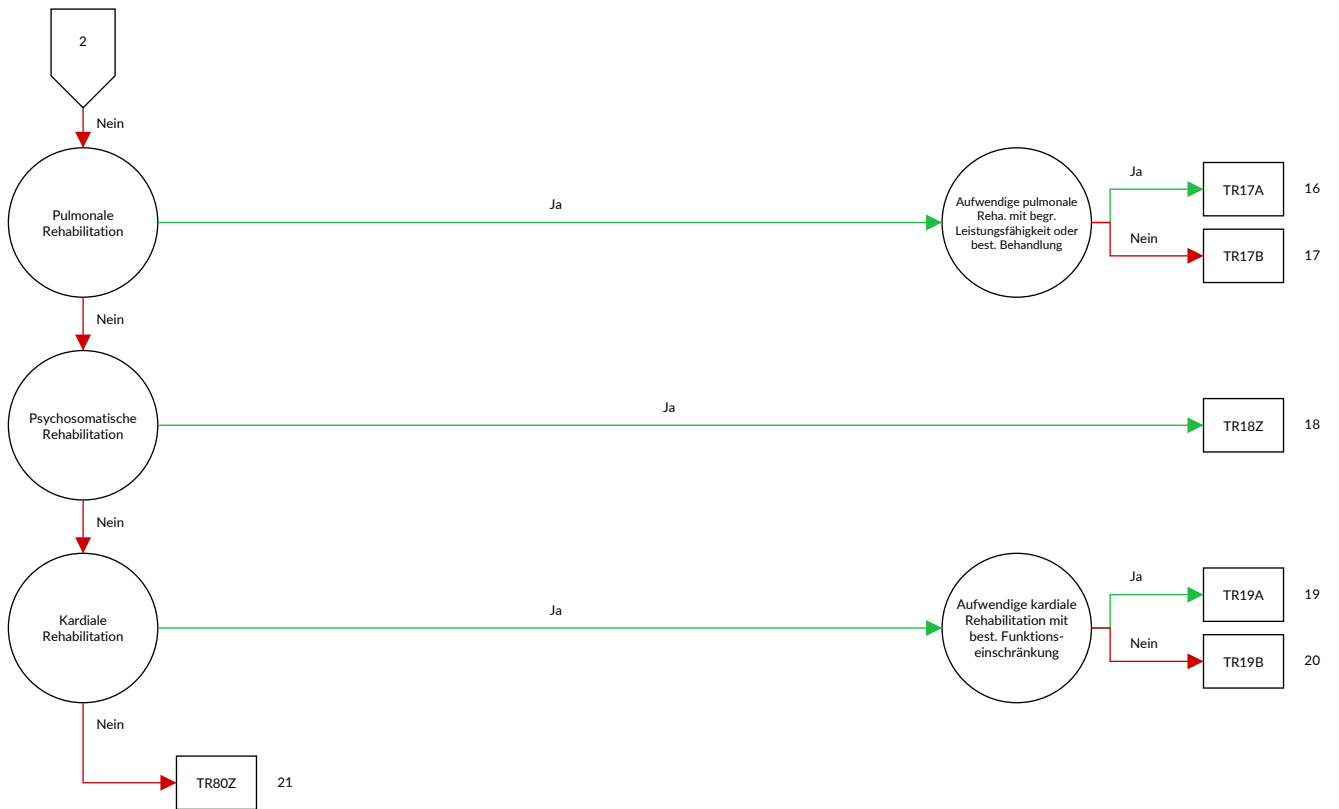 2
Nein
Pulmonale
Rehabilitation
Ja
Aufwendige pulmonale
Reha. mit begr.
Leistungsfähigkeit oder
best. Behandlung
Ja
TR17A
16
Nein
TR17B
17
Nein
Psychosomatische
Rehabilitation
Ja
TR18Z
18
Nein
Kardiale
Rehabilitation
Ja
Aufwendige kardiale
Rehabilitation mit
best. Funktions-
einschränkung
Ja
TR19A
19
Nein
TR19B
20
Nein
TR80Z
21